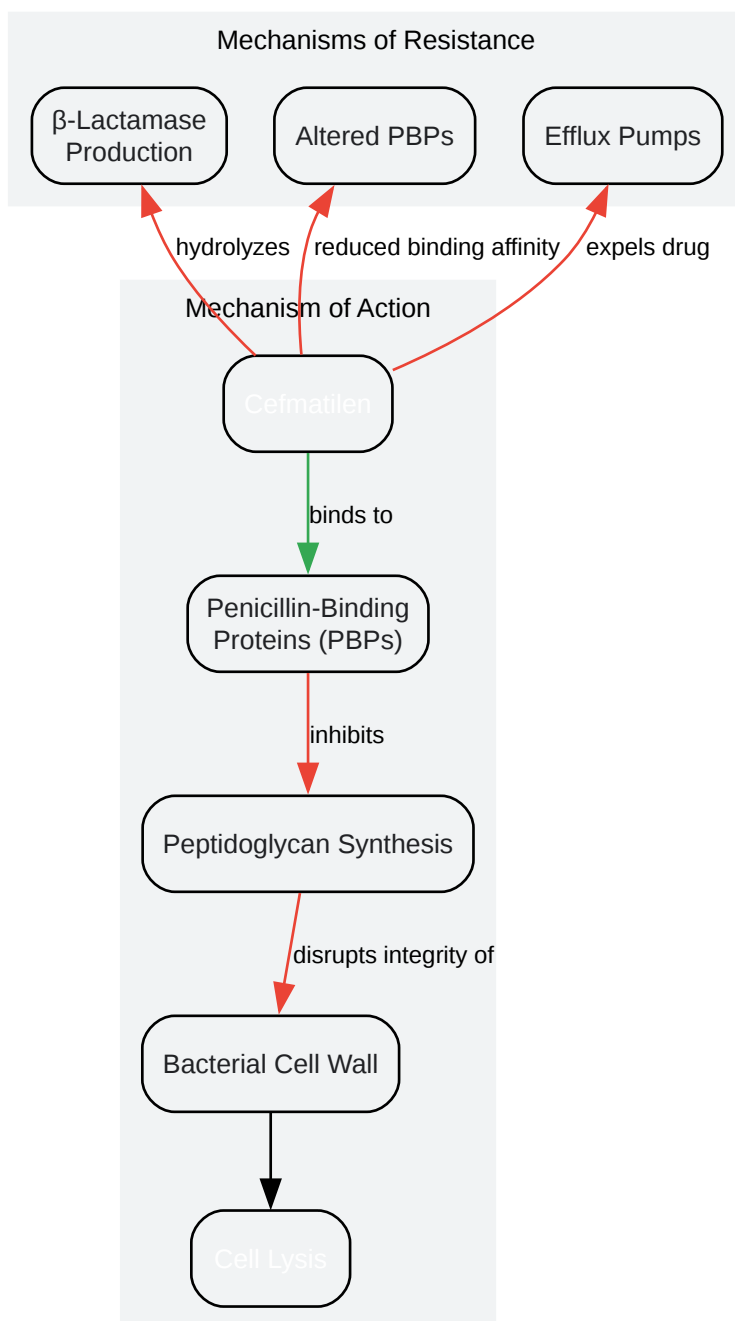 Mechanisms of Resistance
β-Lactamase
Production
Altered PBPs
Efflux Pumps
hydrolyzes
reduced binding affinity
expels drug
Mechanism of Action
Cefmatilen
binds to
Penicillin-Binding
Proteins (PBPs)
inhibits
Peptidoglycan Synthesis
disrupts integrity of
Bacterial Cell Wall
Cell Lysis